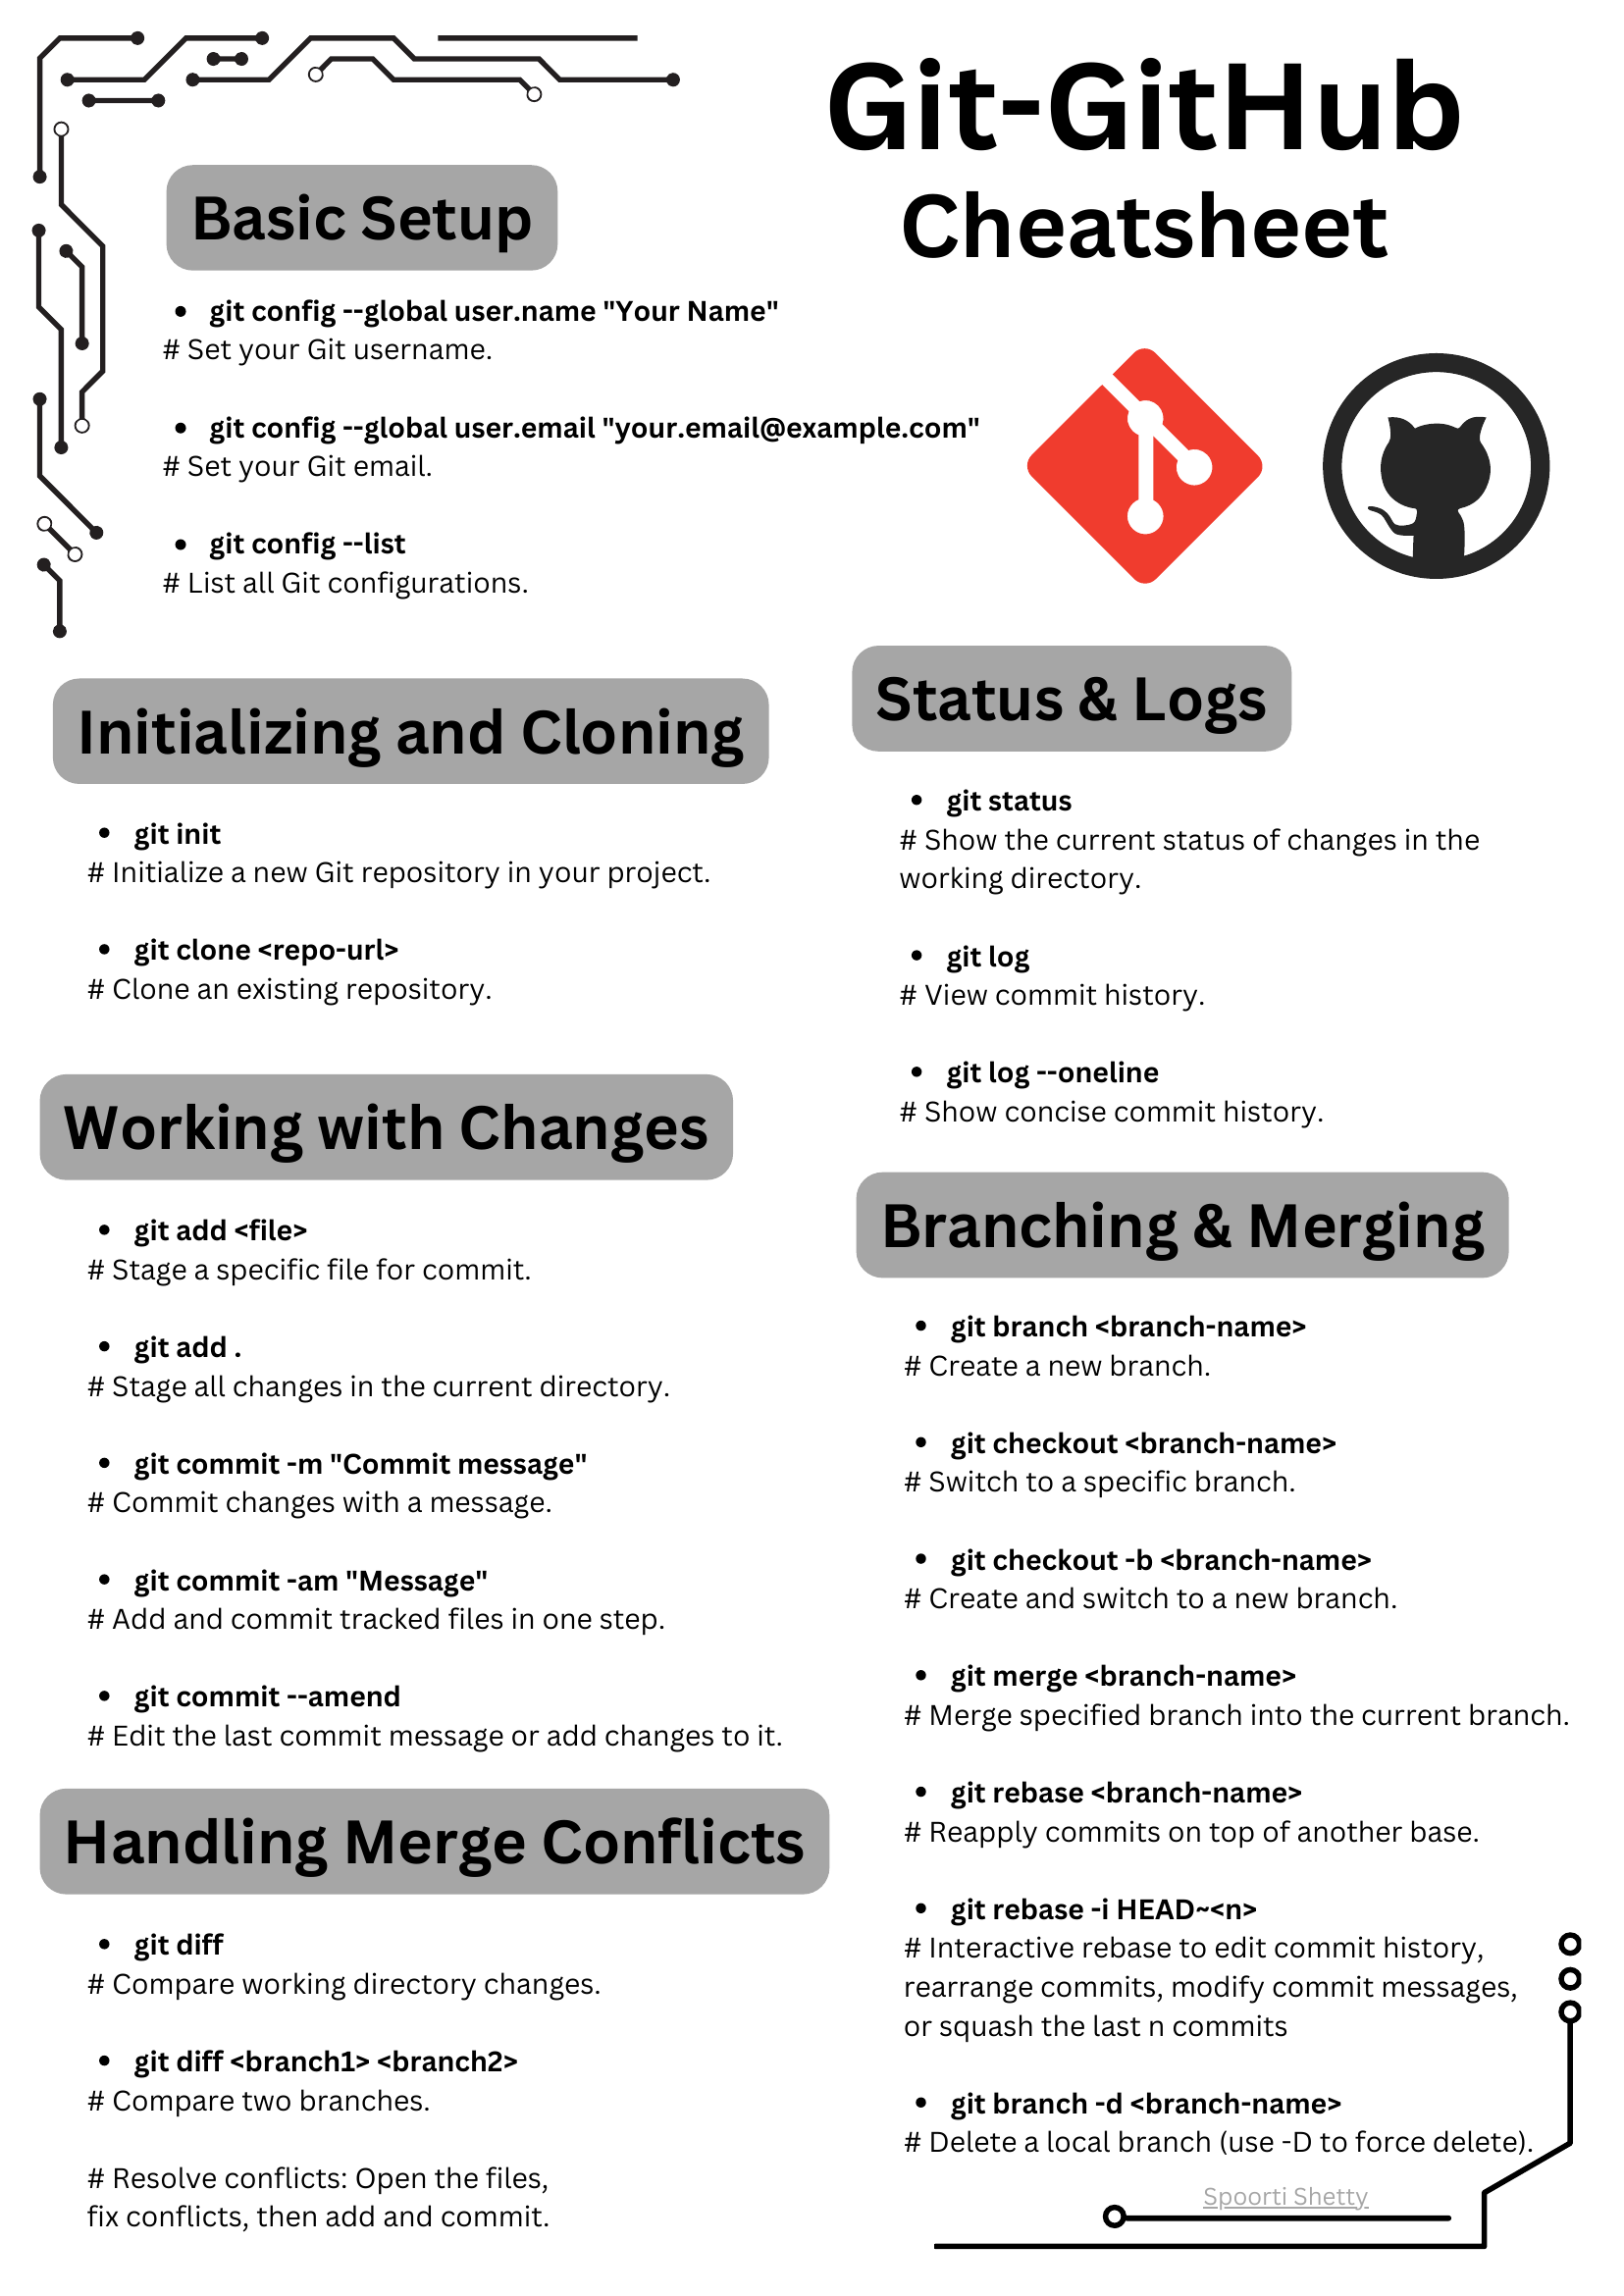 Git-GitHub
Cheatsheet
Basic Setup
• git config --global user.name "Your Name"
# Set your Git username.
• git config --global user.email "your.email@example.com"
# Set your Git email.
• git config --list
# List all Git configurations.
Initializing and Cloning
• git init
# Initialize a new Git repository in your project.
• git clone <repo-url>
# Clone an existing repository.
Working with Changes
• git add <file>
# Stage a specific file for commit.
• git add .
# Stage all changes in the current directory.
• git commit -m "Commit message"
# Commit changes with a message.
• git commit -am "Message"
# Add and commit tracked files in one step.
• git commit --amend
# Edit the last commit message or add changes to it.
Handling Merge Conflicts
• git diff
# Compare working directory changes.
• git diff <branch1> <branch2>
# Compare two branches.
# Resolve conflicts: Open the files,
fix conflicts, then add and commit.
Status & Logs
• git status
# Show the current status of changes in the
working directory.
• git log
# View commit history.
• git log --oneline
# Show concise commit history.
Branching & Merging
• git branch <branch-name>
# Create a new branch.
• git checkout <branch-name>
# Switch to a specific branch.
• git checkout -b <branch-name>
# Create and switch to a new branch.
• git merge <branch-name>
# Merge specified branch into the current branch.
• git rebase <branch-name>
# Reapply commits on top of another base.
• git rebase -i HEAD~<n>
# Interactive rebase to edit commit history,
rearrange commits, modify commit messages,
or squash the last n commits
• git branch -d <branch-name>
# Delete a local branch (use -D to force delete).
Spoorti Shetty